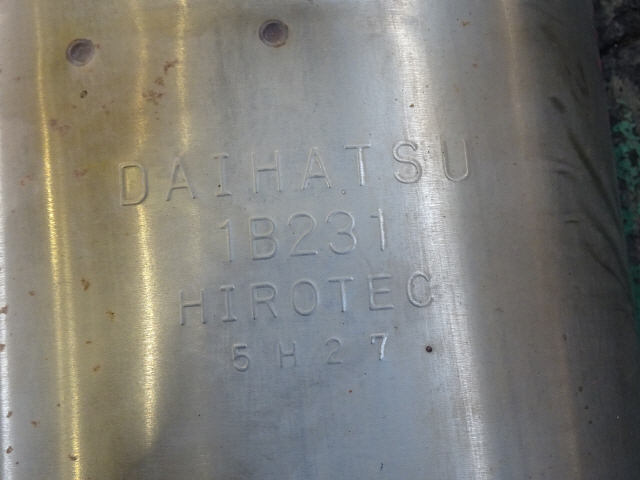 DAIHATSU
1B231
HIROTEC
5H27